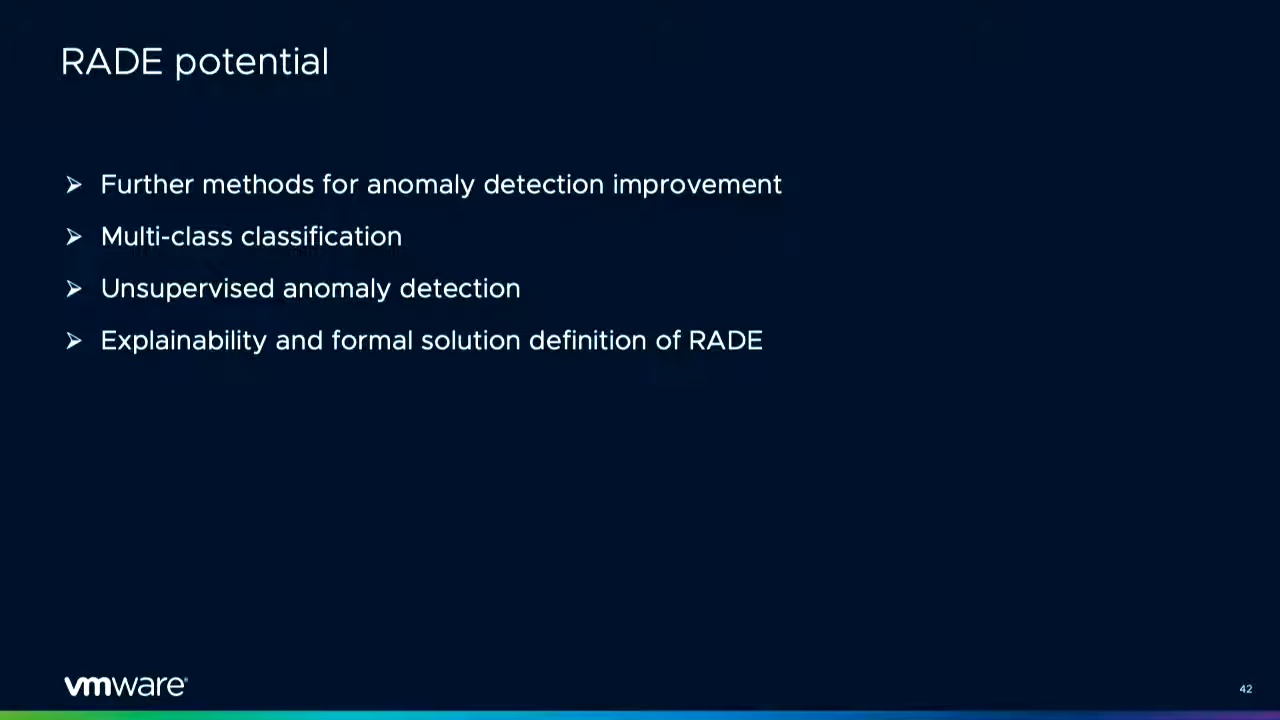 RADE potential
➢ Further methods for anomaly detection improvement
➢ Multi-class classification
➢ Unsupervised anomaly detection
➢ Explainability and formal solution definition of RADE
vmware®
42